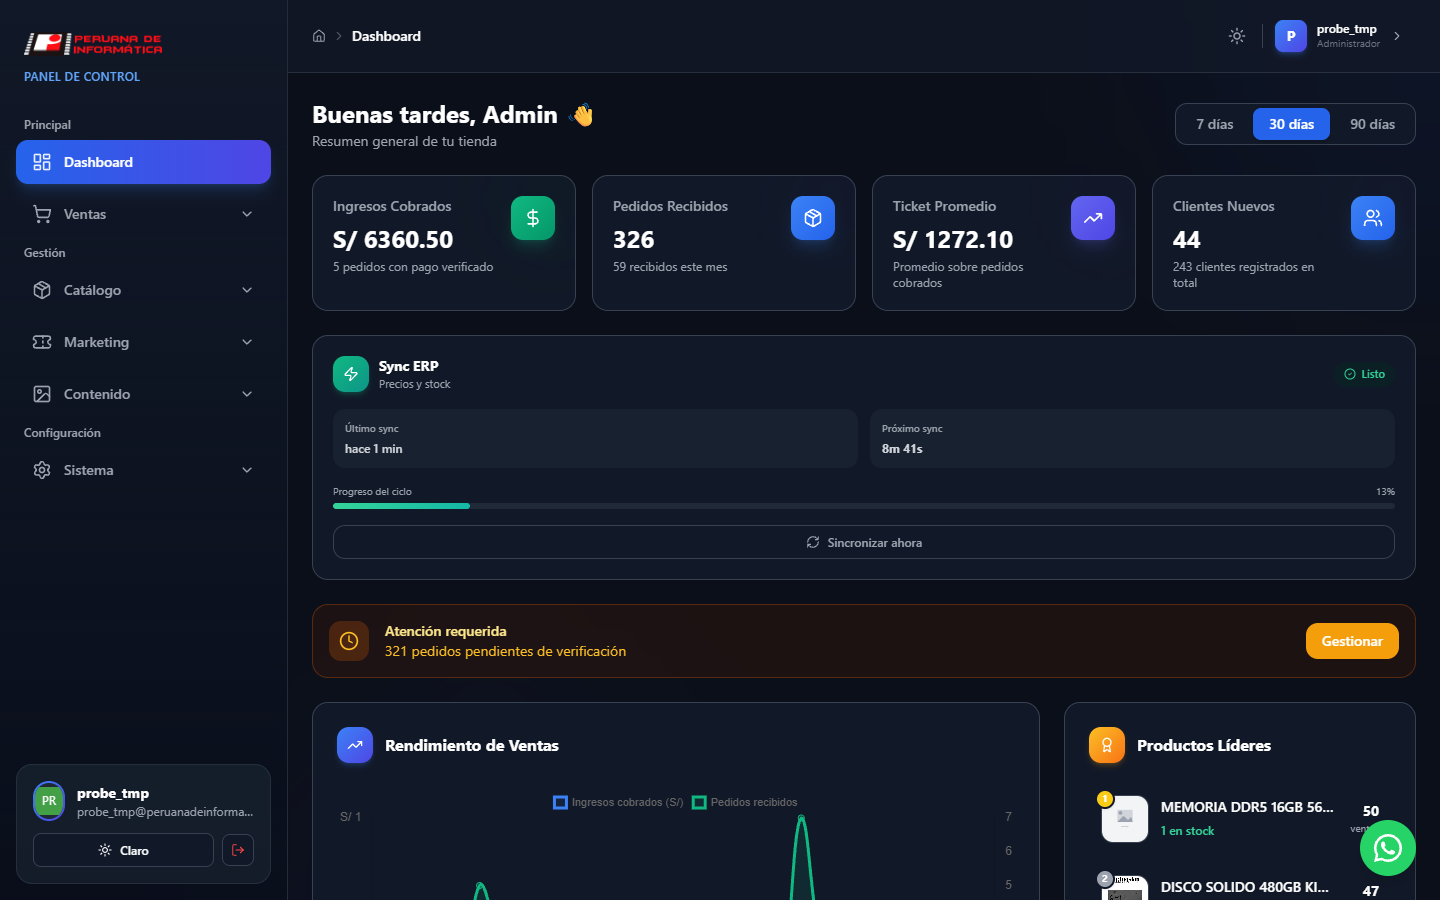 PERUANA DE
INFORMÁTICA
PANEL DE CONTROL
Principal
Dashboard
Ventas
Gestión
Catálogo
Marketing
Contenido
Configuración
Sistema
PR
probe_tmp
probe_tmp@peruanadeinforma...
Claro
Dashboard
P
probe_tmp
Administrador
Buenas tardes, Admin 👋
Resumen general de tu tienda
7 días
30 días
90 días
Ingresos Cobrados
S/ 6360.50
5 pedidos con pago verificado
Pedidos Recibidos
326
59 recibidos este mes
Ticket Promedio
S/ 1272.10
Promedio sobre pedidos
cobrados
Clientes Nuevos
44
243 clientes registrados en
total
Sync ERP
Precios y stock
Listo
Último sync
hace 1 min
Próximo sync
8m 41s
Progreso del ciclo
13%
Sincronizar ahora
Atención requerida
321 pedidos pendientes de verificación
Gestionar
Rendimiento de Ventas
Ingresos cobrados (S/)
Pedidos recibidos
S/ 1
7
6
5
Productos Líderes
1
MEMORIA DDR5 16GB 56...
1 en stock
50
2
DISCO SOLIDO 480GB KI...
47